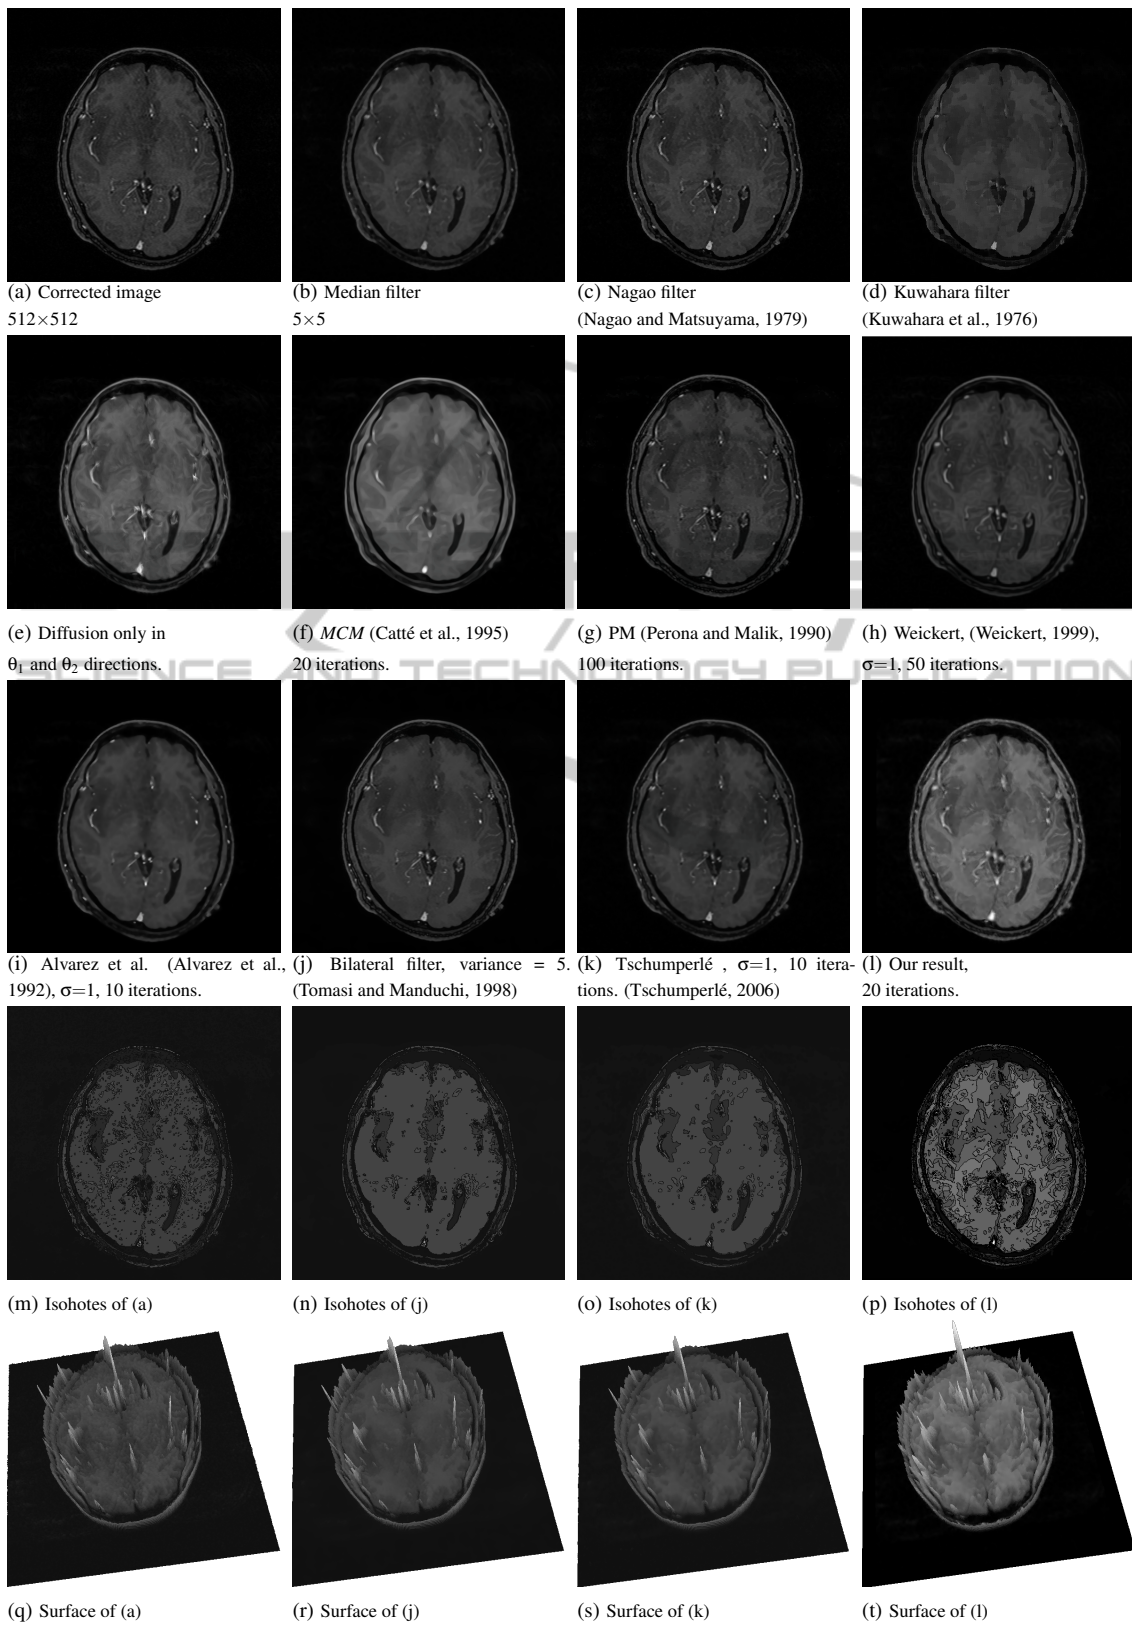 (a) Corrected image
512×512
(b) Median filter
5×5
(c) Nagao filter
(Nagao and Matsuyama, 1979)
(d) Kuwahara filter
(Kuwahara et al., 1976)
(e) Diffusion only in
θ1 and θ2 directions.
(f) MCM (Catté et al., 1995)
20 iterations.
(g) PM (Perona and Malik, 1990)
100 iterations.
(h) Weickert, (Weickert, 1999),
σ=1, 50 iterations.
SCIENCE AND TECHNOLOGY PUBLICATIONS
(i) Alvarez et al. (Alvarez et al.,
1992), σ=1, 10 iterations.
(j) Bilateral filter, variance = 5.
(Tomasi and Manduchi, 1998)
(k) Tschumperlé , σ=1, 10 itera-
tions. (Tschumperlé, 2006)
(l) Our result,
20 iterations.
(m) Isohotes of (a)
(n) Isohotes of (j)
(o) Isohotes of (k)
(p) Isohotes of (l)
(q) Surface of (a)
(r) Surface of (j)
(s) Surface of (k)
(t) Surface of (l)